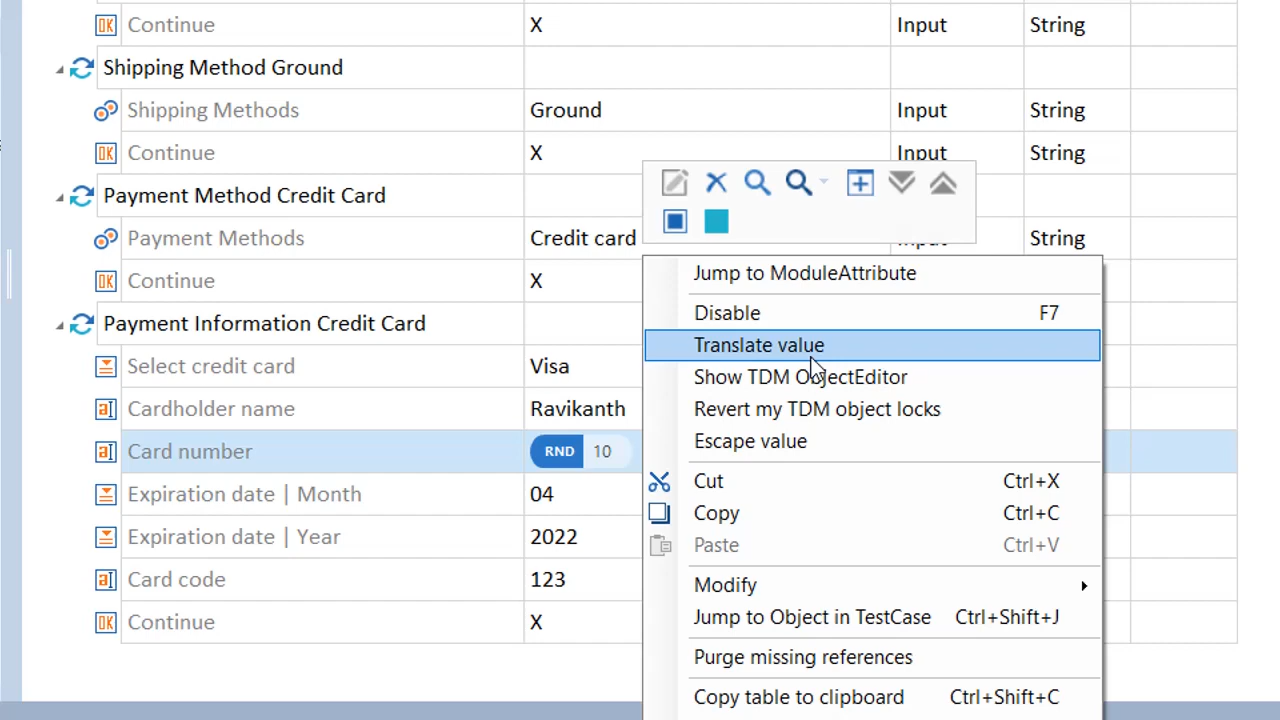 Continue X Input String
Shipping Method Ground
Shipping Methods Ground Input String
Continue X Input String
Payment Method Credit Card
Payment Methods Credit card Input String
Continue X
Jump to ModuleAttribute
Payment Information Credit Card
Disable F7
Translate value
Select credit card Visa
Show TDM ObjectEditor
Cardholder name Ravikanth
Revert my TDM object locks
Card number RND 10
Escape value
Expiration date | Month 04
Cut Ctrl+X
Copy Ctrl+C
Expiration date | Year 2022
Paste Ctrl+V
Card code 123
Modify
Continue X
Jump to Object in TestCase Ctrl+Shift+J
Purge missing references
Copy table to clipboard Ctrl+Shift+C